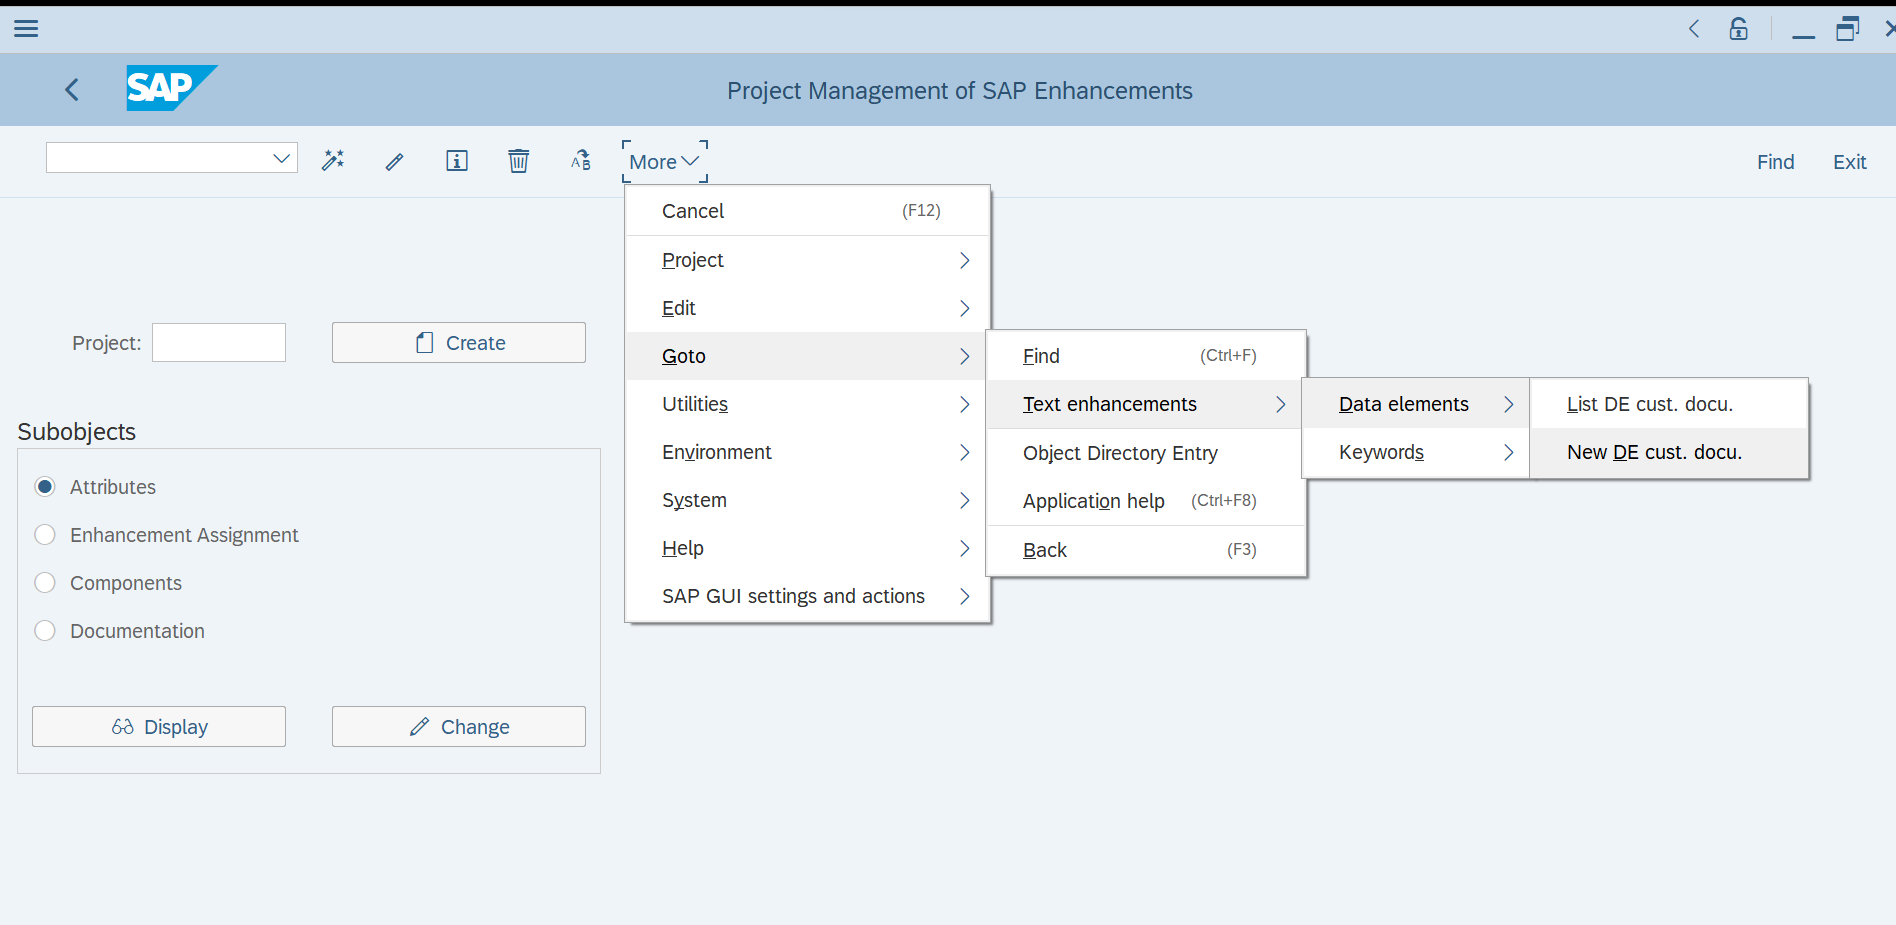 SAP
Project Management of SAP Enhancements
More
Find
Exit
Cancel (F12)
Project
Edit
Goto
Utilities
Environment
System
Help
SAP GUI settings and actions
Find (Ctrl+F)
Text enhancements
Object Directory Entry
Application help (Ctrl+F8)
Back (F3)
Data elements
Keywords
List DE cust. docu.
New DE cust. docu.
Project:
Create
Subobjects
Attributes
Enhancement Assignment
Components
Documentation
Display
Change